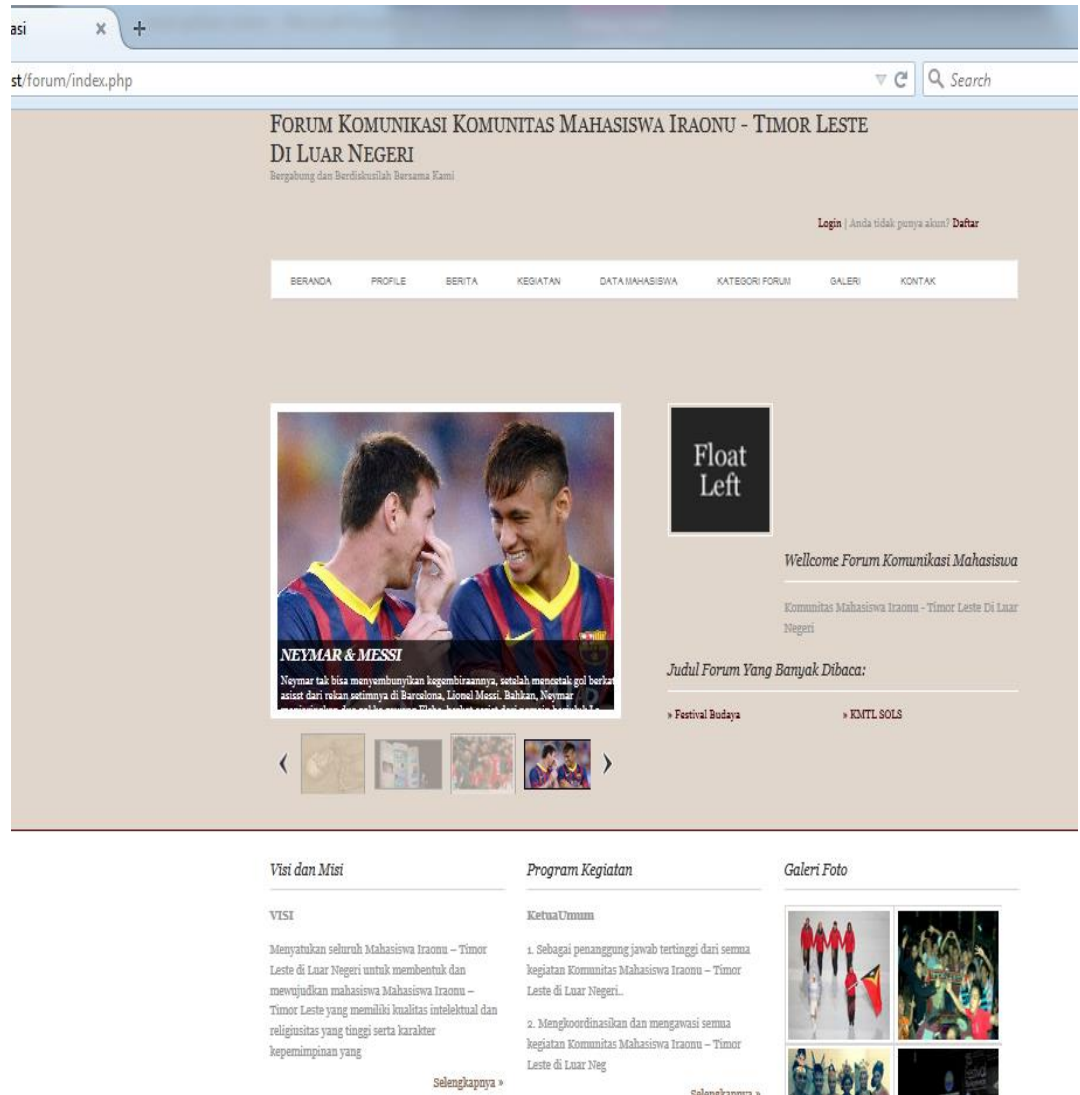 asi
st/forum/index.php
Search
FORUM KOMUNIKASI KOMUNITAS MAHASISWA IRAONU - TIMOR LESTE
DI LUAR NEGERI
Bergabung dan Berdiskusilah Bersama Kami
Login | Anda tidak punya akun? Daftar
BERANDA PROFILE BERITA KEGIATAN DATA MAHASISWA KATEGORI FORUM GALERI KONTAK
NEYMAR & MESSI
Neymar tak bisa menyembunyikan kegembiraannya, setelah mencetak gol berkat
asisst dari rekan setimnya di Barcelona, Lionel Messi. Bahkan, Neymar
Float
Left
Wellcome Forum Komunikasi Mahasiswa
Komunitas Mahasiswa Iraonu - Timor Leste Di Luar
Negeri
Judul Forum Yang Banyak Dibaca:
» Festival Budaya » KMTL SOLS
Visi dan Misi
VISI
Menyatukan seluruh Mahasiswa Iraonu – Timor
Leste di Luar Negeri untuk membentuk dan
mewujudkan mahasiswa Mahasiswa Iraonu –
Timor Leste yang memiliki kualitas intelektual dan
religiusitas yang tinggi serta karakter
kepemimpinan yang
Selengkapnya »
Program Kegiatan
KetuaUmum
1. Sebagai penanggung jawab tertinggi dari semua
kegiatan Komunitas Mahasiswa Iraonu – Timor
Leste di Luar Negeri..
2. Mengkoordinasikan dan mengawasi semua
kegiatan Komunitas Mahasiswa Iraonu – Timor
Leste di Luar Neg
Selengkapnya »
Galeri Foto